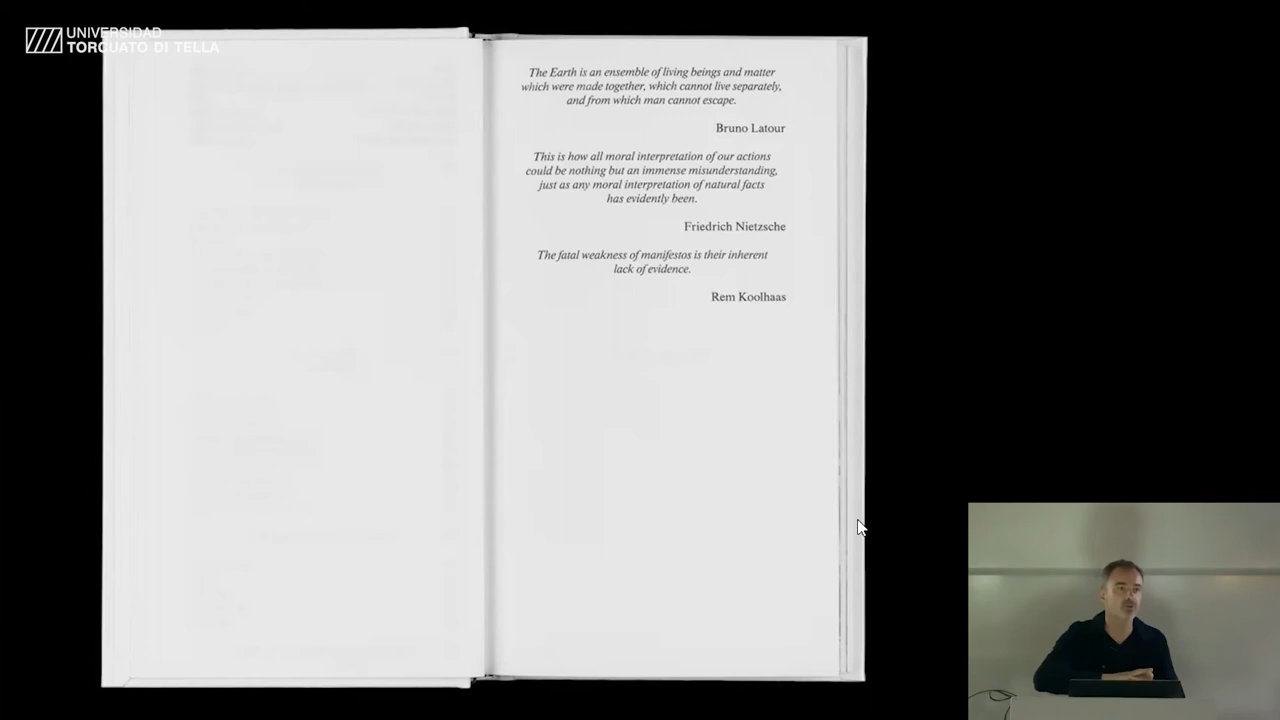 UNIVERSIDAD
TORCUATO DI TELLA
The Earth is an ensemble of living beings and matter
which were made together, which cannot live separately,
and from which man cannot escape.
Bruno Latour
This is how all moral interpretation of our actions
could be nothing but an immense misunderstanding,
just as any moral interpretation of natural facts
has evidently been.
Friedrich Nietzsche
The fatal weakness of manifestos is their inherent
lack of evidence.
Rem Koolhaas